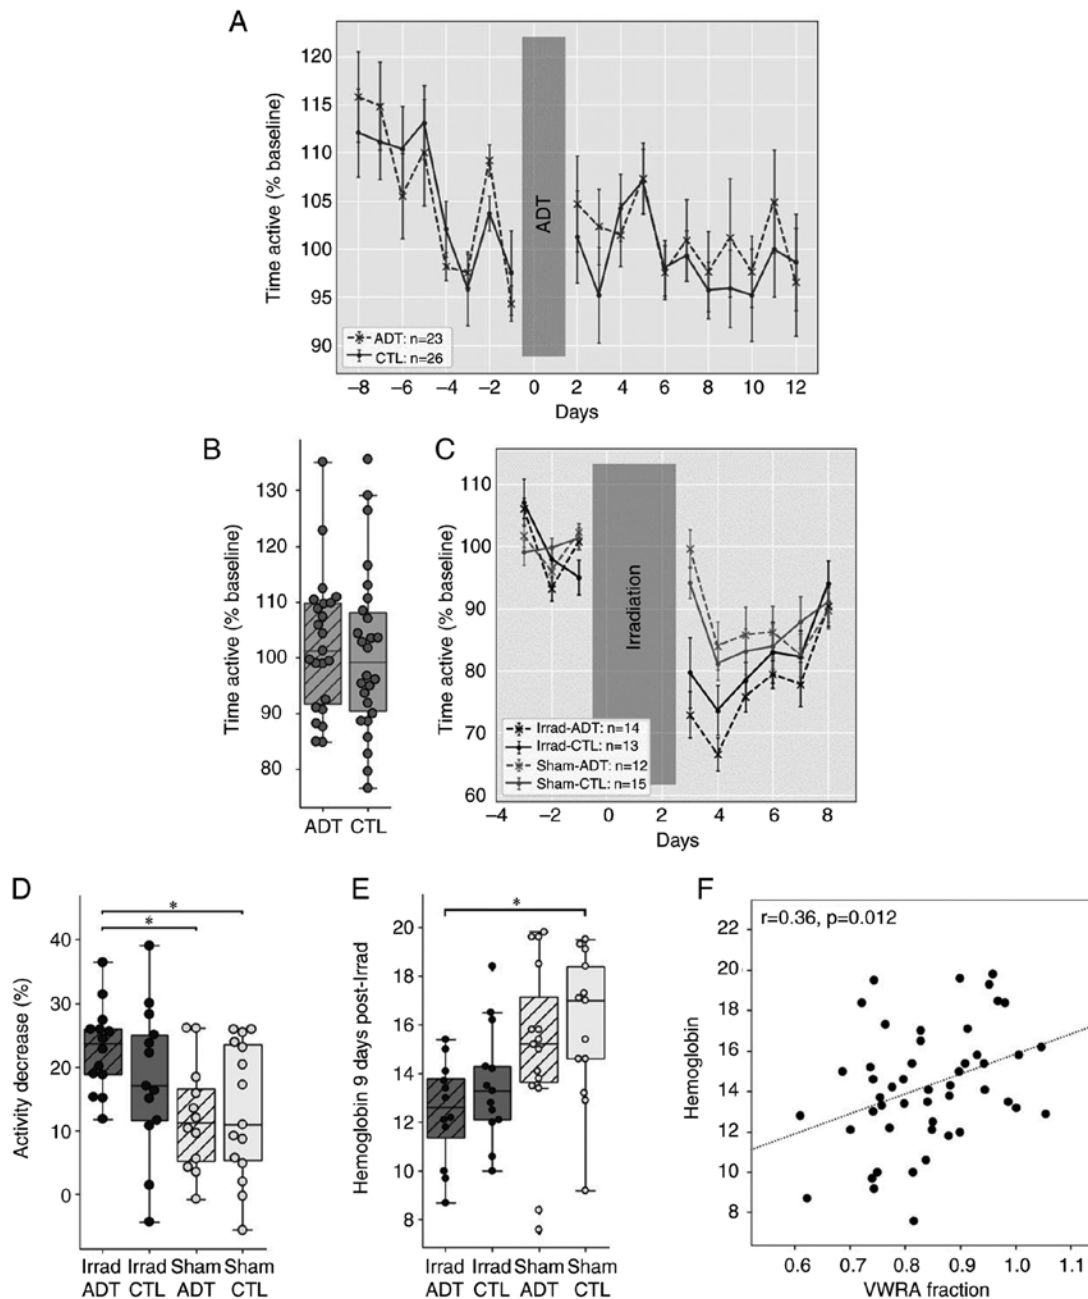 A
Time active (% baseline)
120
115
110
105
100
95
90
ADT
ADT: n=23
CTL: n=26
−8 −6 −4 −2 0 2 4 6 8 10 12
Days
B
Time active (% baseline)
130
120
110
100
90
80
ADT CTL
C
Time active (% baseline)
110
100
90
80
70
60
Irradiation
Irrad-ADT: n=14
Irrad-CTL: n=13
Sham-ADT: n=12
Sham-CTL: n=15
−4 −2 0 2 4 6 8
Days
D
Activity decrease (%)
40
30
20
10
0
*
*
Irrad Irrad Sham Sham
ADT CTL ADT CTL
E
Hemoglobin 9 days post-Irrad
20
18
16
14
12
10
8
*
Irrad Irrad Sham Sham
ADT CTL ADT CTL
F
r=0.36, p=0.012
Hemoglobin
22
20
18
16
14
12
10
8
0.6 0.7 0.8 0.9 1.0 1.1
VWRA fraction